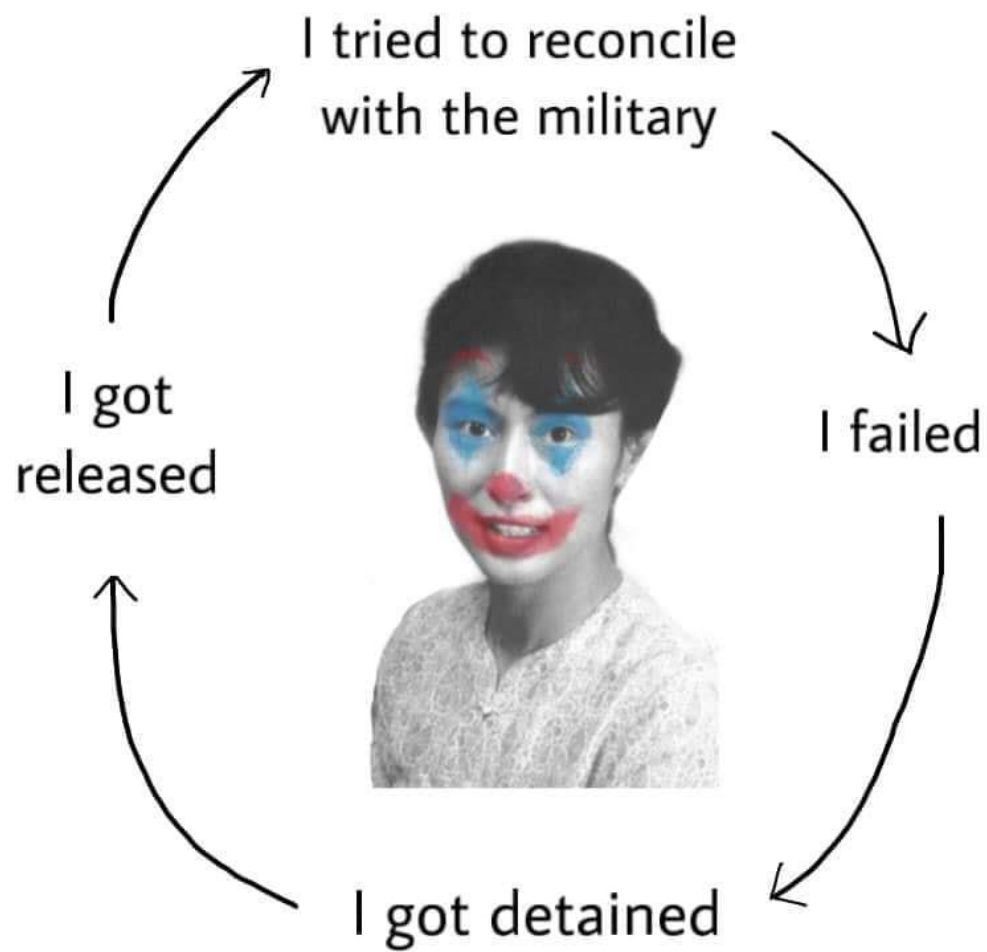 I tried to reconcile
with the military
I failed
I got detained
I got
released